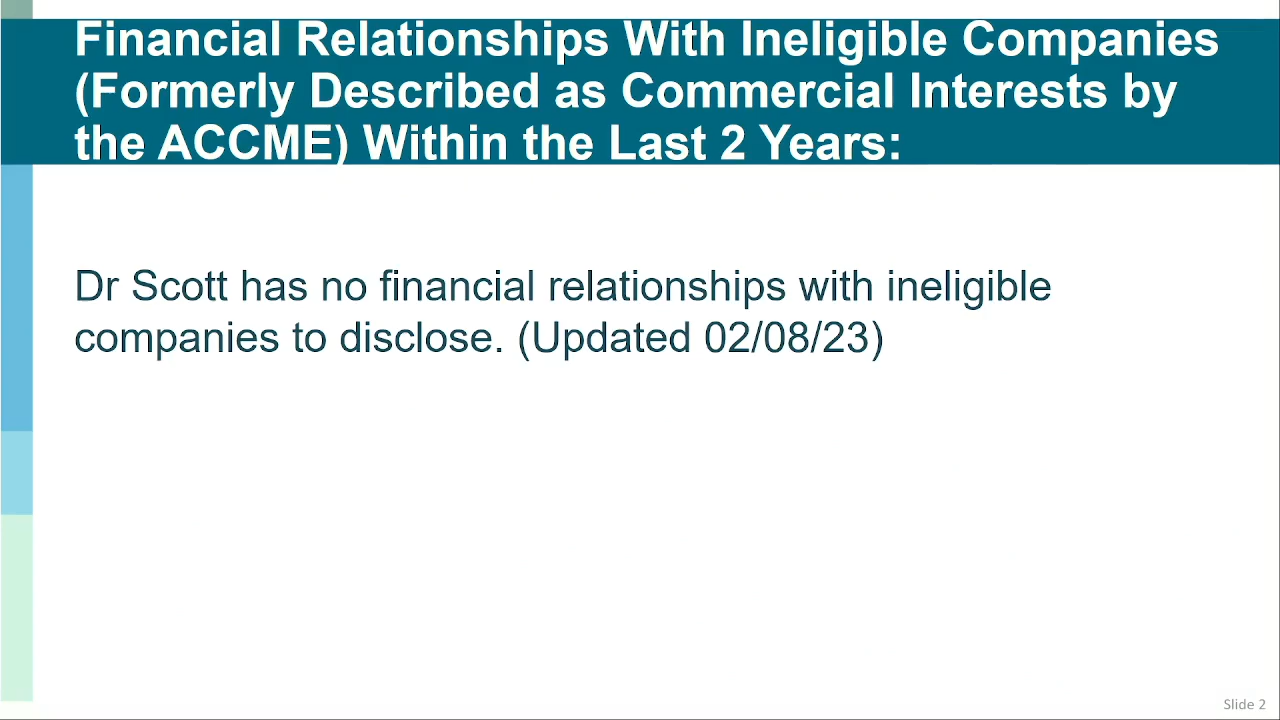 Financial Relationships With Ineligible Companies
(Formerly Described as Commercial Interests by
the ACCME) Within the Last 2 Years:
Dr Scott has no financial relationships with ineligible
companies to disclose. (Updated 02/08/23)
Slide 2